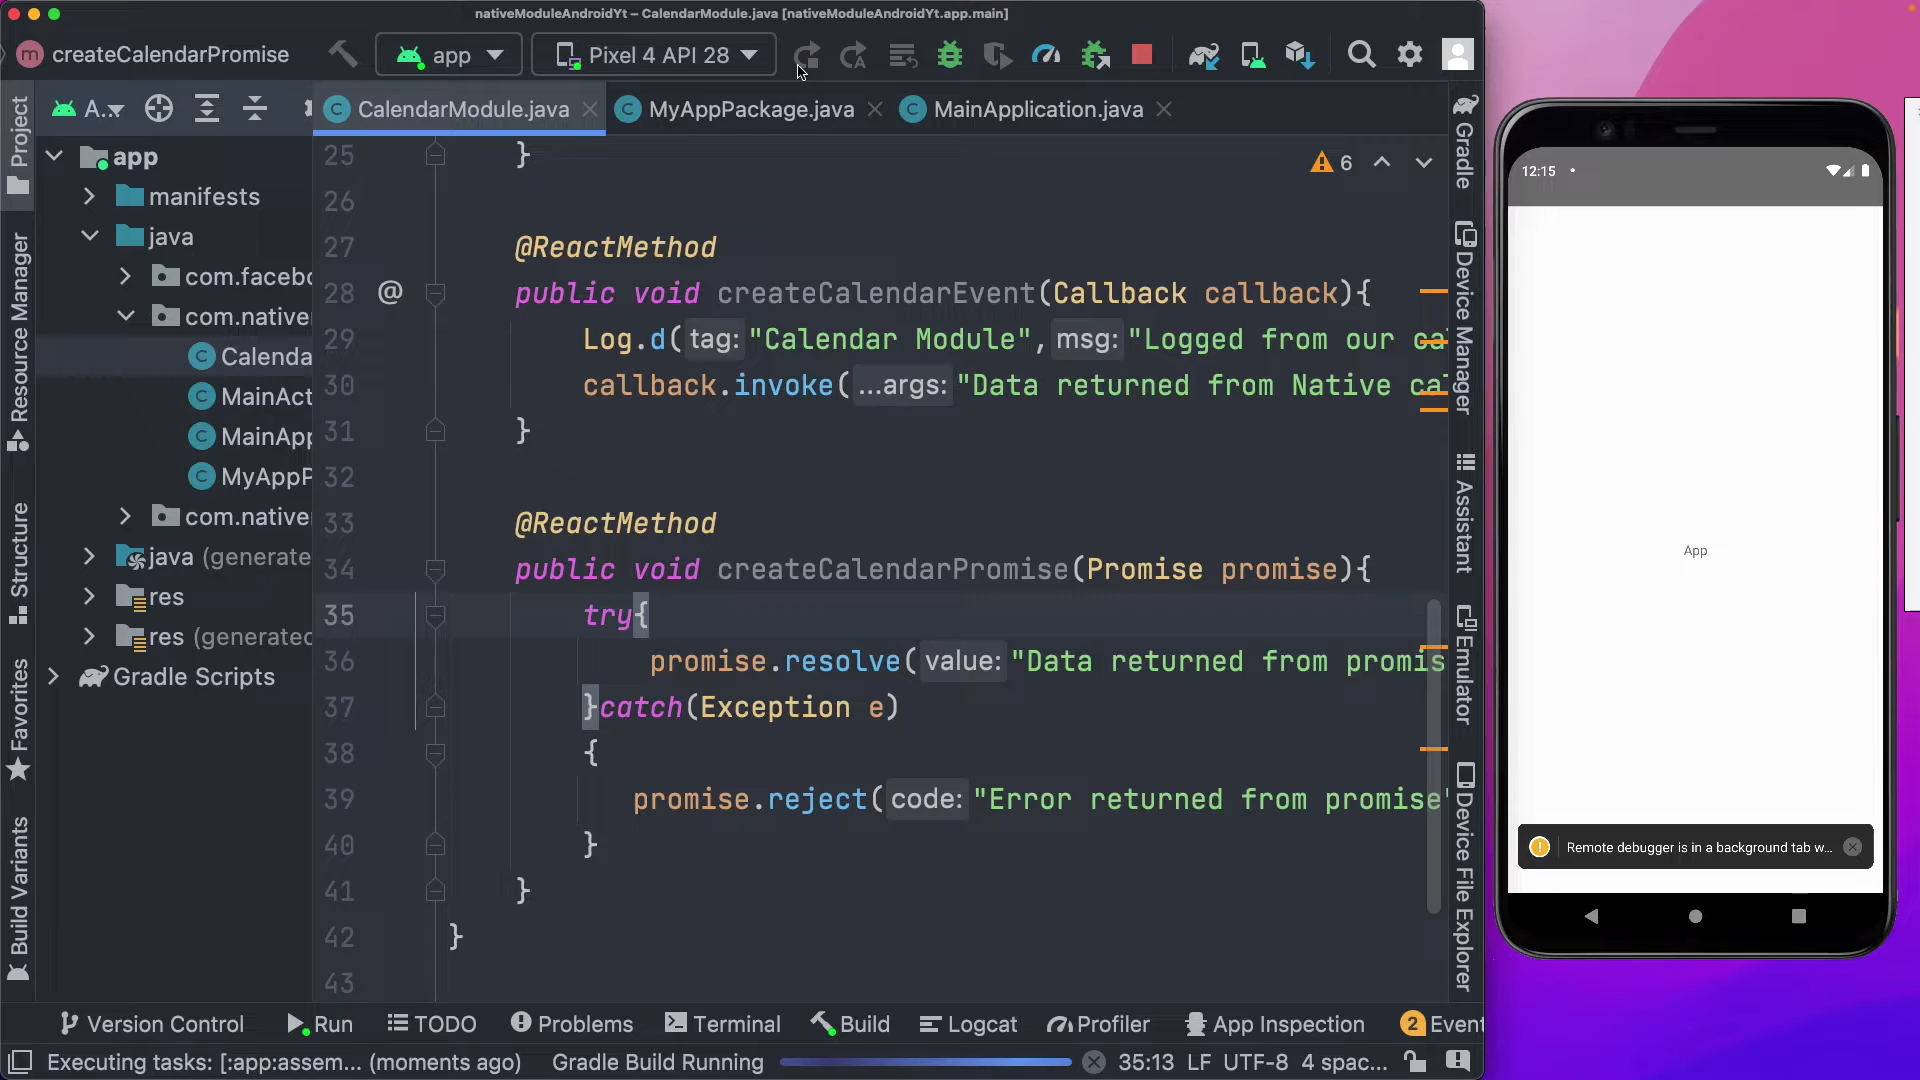 nativeModuleAndroidYt – CalendarModule.java [nativeModuleAndroidYt.app.main]
m createCalendarPromise
app
Pixel 4 API 28
A..
C CalendarModule.java
C MyAppPackage.java
C MainApplication.java
app
manifests
java
com.facebo
com.native
C Calenda
C MainAct
C MainApp
C MyAppP
com.native
java (generate
res
res (generated
Gradle Scripts
6
25 }
26
27 @ReactMethod
28 @ public void createCalendarEvent(Callback callback){
29 Log.d( tag: "Calendar Module", msg: "Logged from our ca
30 callback.invoke( ...args: "Data returned from Native ca
31 }
32
33 @ReactMethod
34 public void createCalendarPromise(Promise promise){
35 try{
36 promise.resolve( value: "Data returned from promis
37 }catch(Exception e)
38 {
39 promise.reject( code: "Error returned from promise"
40 }
41 }
42 }
43
Project
Resource Manager
Structure
Favorites
Build Variants
Gradle
Device Manager
Assistant
Emulator
Device File Explorer
Version Control
Run
TODO
Problems
Terminal
Build
Logcat
Profiler
App Inspection
2 Event
Executing tasks: [:app:assem... (moments ago)
Gradle Build Running
35:13 LF UTF-8 4 spac...
12:15
App
Remote debugger is in a background tab w...